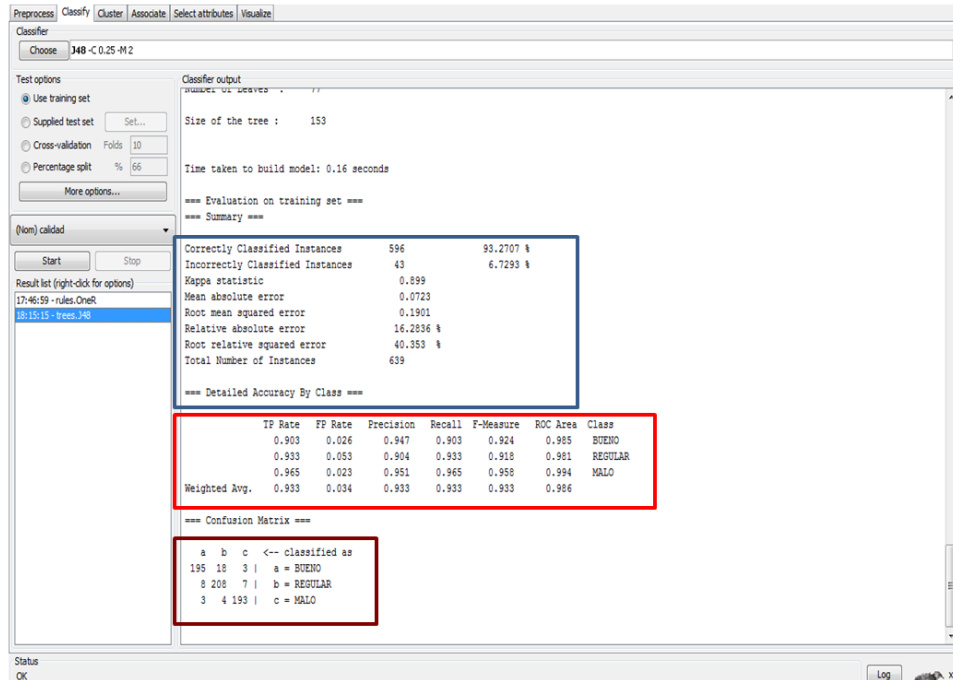 Preprocess Classify Cluster Associate Select attributes Visualize
Classifier
Choose J48 -C 0.25 -M 2
Test options
Use training set
Supplied test set Set...
Cross-validation Folds 10
Percentage split % 66
More options...
(Nom) calidad
Start Stop
Result list (right-click for options)
17:46:59 - rules.OneR
18:15:15 - trees.J48
Classifier output
Number of Leaves : 77
Size of the tree : 153
Time taken to build model: 0.16 seconds
=== Evaluation on training set ===
=== Summary ===
Correctly Classified Instances 596 93.2707 %
Incorrectly Classified Instances 43 6.7293 %
Kappa statistic 0.899
Mean absolute error 0.0723
Root mean squared error 0.1901
Relative absolute error 16.2836 %
Root relative squared error 40.353 %
Total Number of Instances 639
=== Detailed Accuracy By Class ===
TP Rate FP Rate Precision Recall F-Measure ROC Area Class
0.903 0.026 0.947 0.903 0.924 0.985 BUENO
0.933 0.053 0.904 0.933 0.918 0.981 REGULAR
0.965 0.023 0.951 0.965 0.958 0.994 MALO
Weighted Avg. 0.933 0.034 0.933 0.933 0.933 0.986
=== Confusion Matrix ===
a b c <-- classified as
195 18 3 | a = BUENO
8 208 7 | b = REGULAR
3 4 193 | c = MALO
Status
OK
Log
x